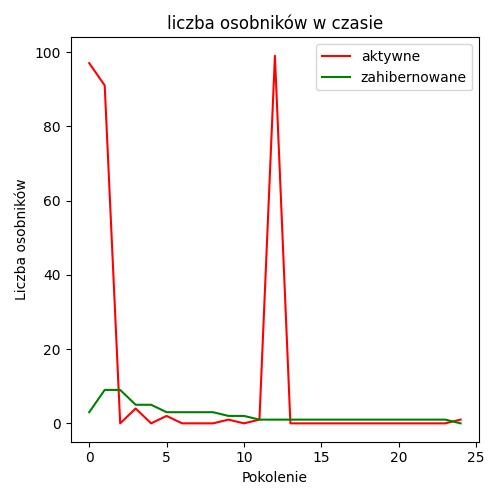 liczba osobników w czasie
aktywne
zahibernowane
Liczba osobników
100
80
60
40
20
0
0 5 10 15 20 25
Pokolenie